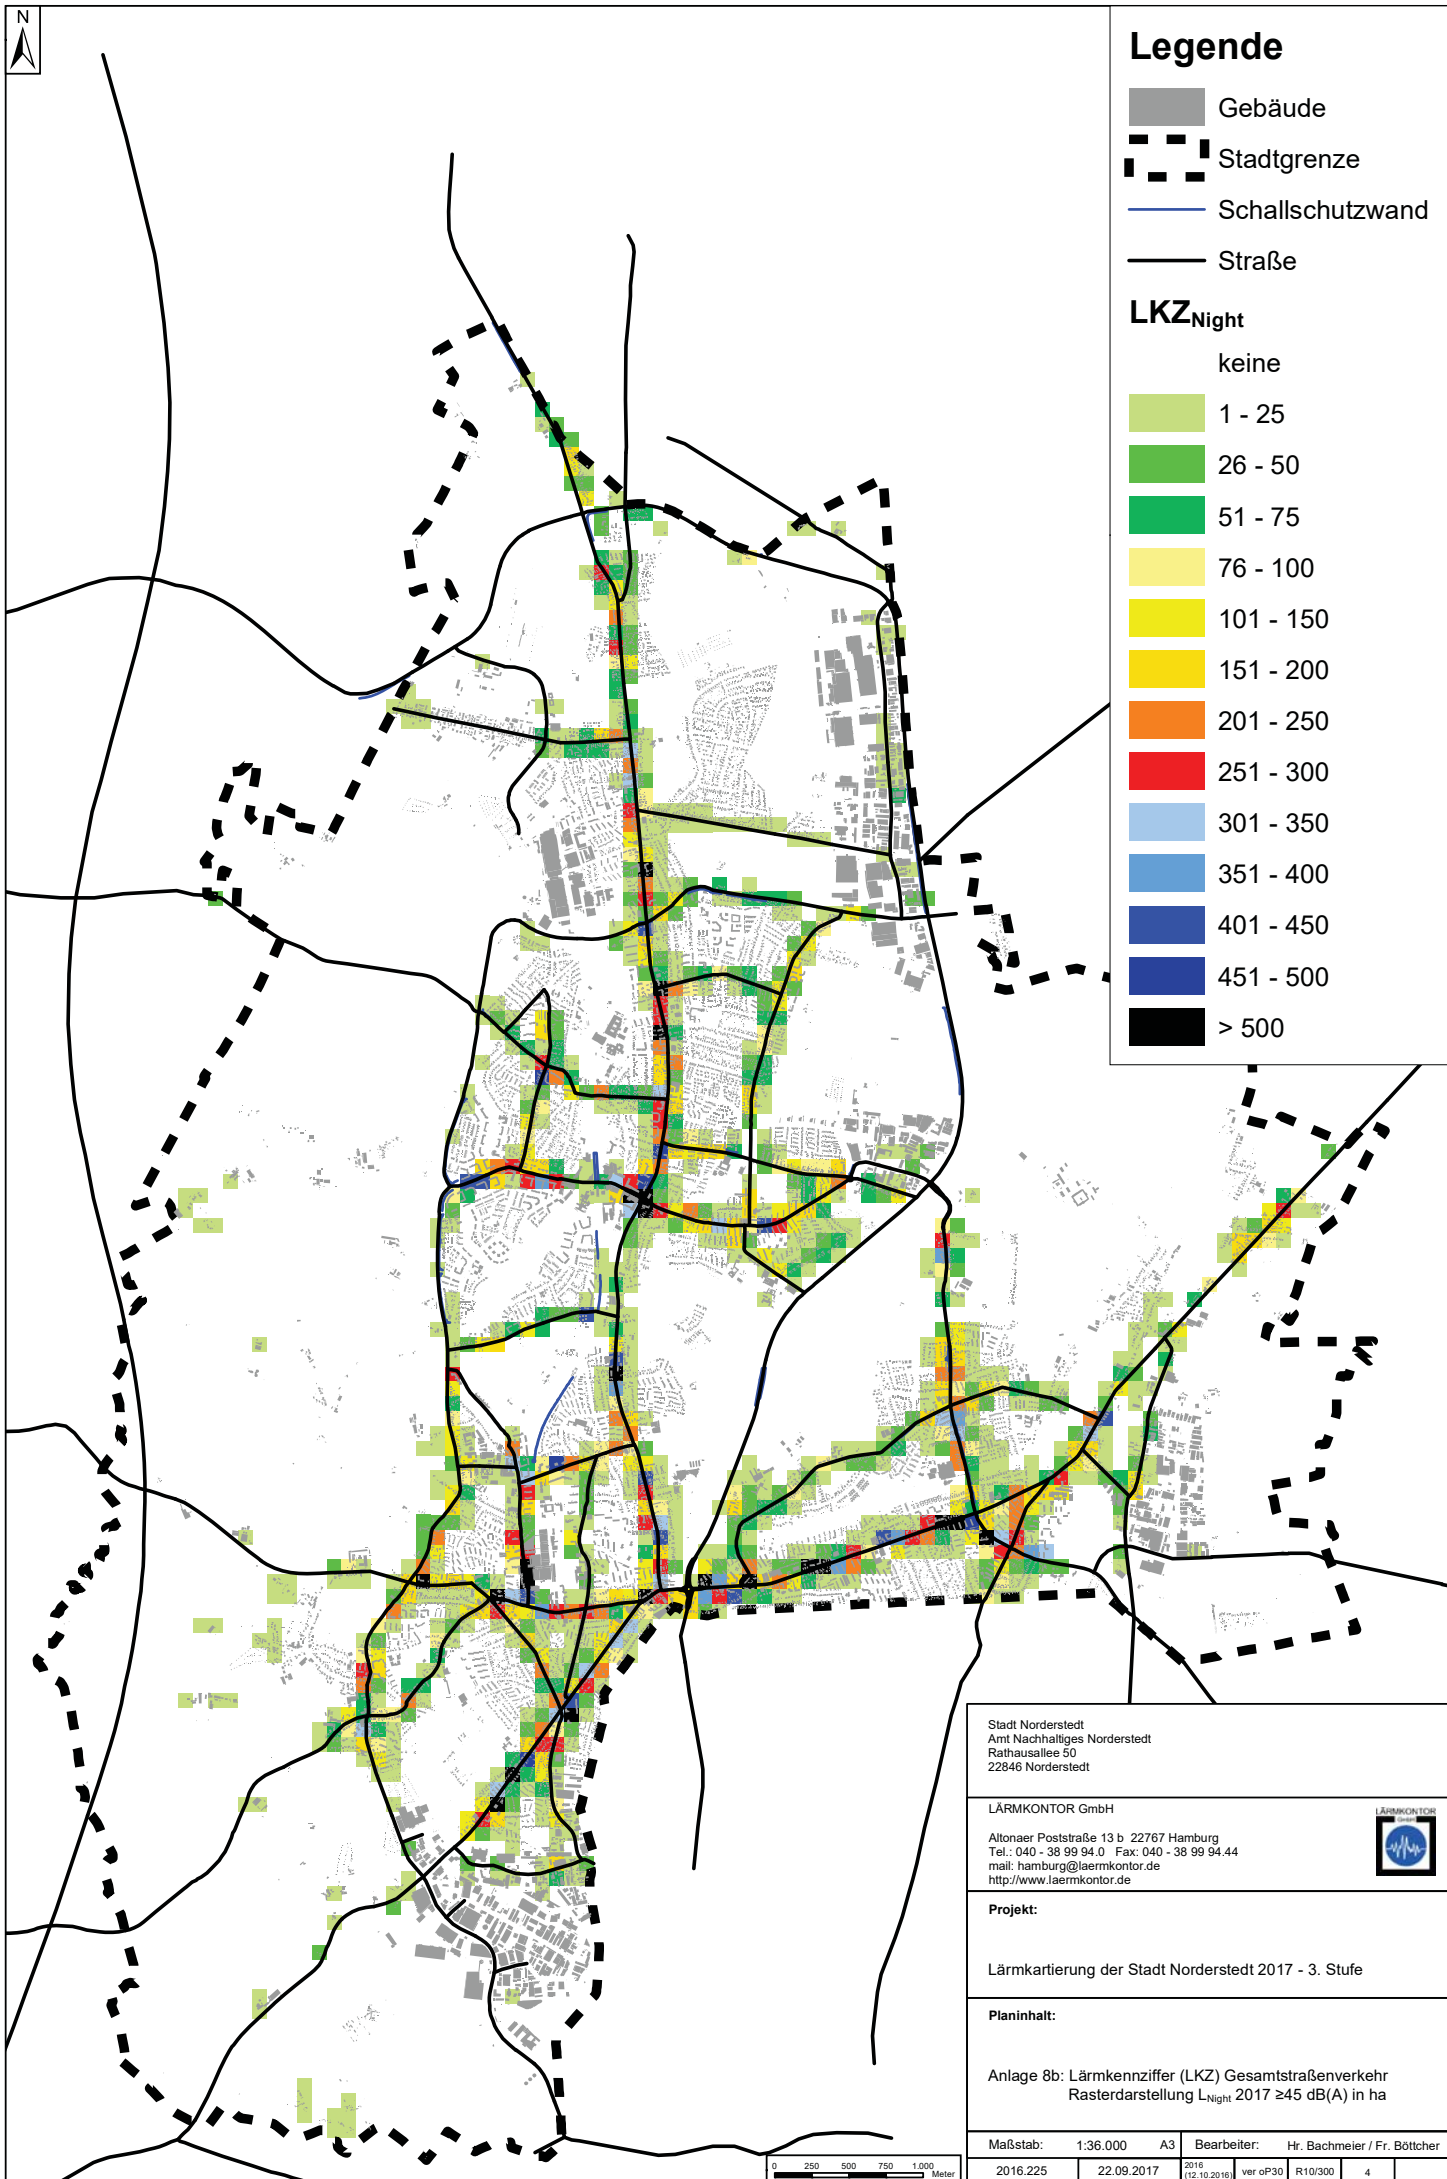 N
Legende
Gebäude
Stadtgrenze
Schallschutzwand
Straße
LKZNight
keine
1 - 25
26 - 50
51 - 75
76 - 100
101 - 150
151 - 200
201 - 250
251 - 300
301 - 350
351 - 400
401 - 450
451 - 500
> 500
Stadt Norderstedt
Amt Nachhaltiges Norderstedt
Rathausallee 50
22846 Norderstedt
LÄRMKONTOR GmbH
Altonaer Poststraße 13 b 22767 Hamburg
Tel.: 040 - 38 99 94.0 Fax: 040 - 38 99 94.44
mail: hamburg@laermkontor.de
http://www.laermkontor.de
LÄRMKONTOR
GmbH
Projekt:
Lärmkartierung der Stadt Norderstedt 2017 - 3. Stufe
Planinhalt:
Anlage 8b: Lärmkennziffer (LKZ) Gesamtstraßenverkehr
Rasterdarstellung LNight 2017 ≥45 dB(A) in ha
Maßstab: 1:36.000 A3 Bearbeiter: Hr. Bachmeier / Fr. Böttcher
2016.225 22.09.2017 2016 (12.10.2016) ver oP30 R10/300 4
0 250 500 750 1.000
Meter